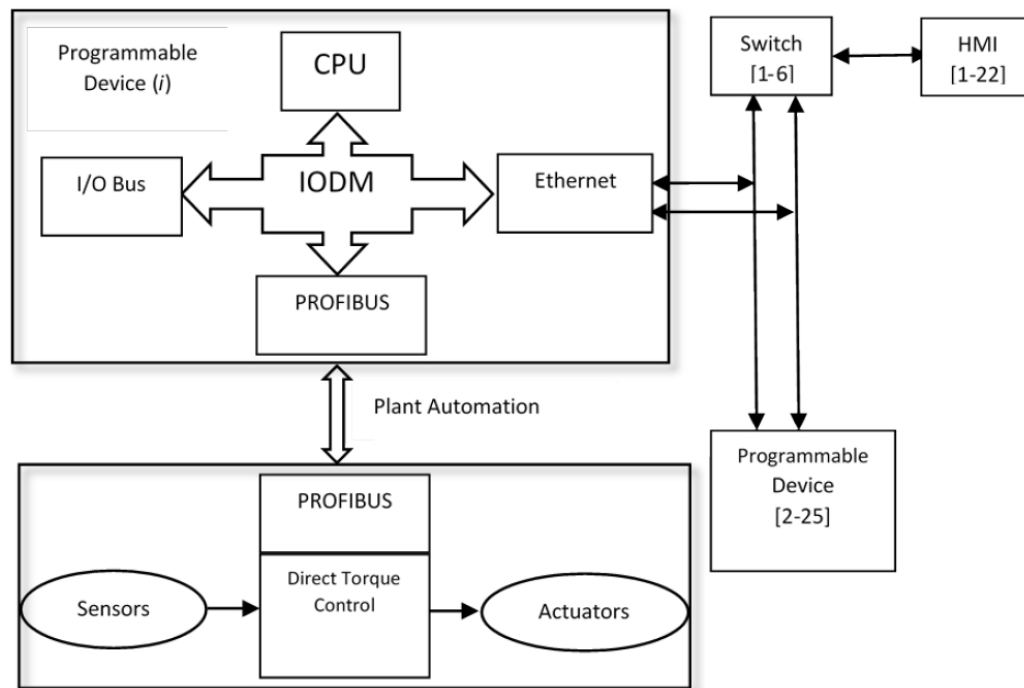 Programmable
Device (i)
CPU
I/O Bus
IODM
Ethernet
PROFIBUS
Switch
[1-6]
HMI
[1-22]
Plant Automation
Programmable
Device
[2-25]
PROFIBUS
Direct Torque
Control
Sensors
Actuators